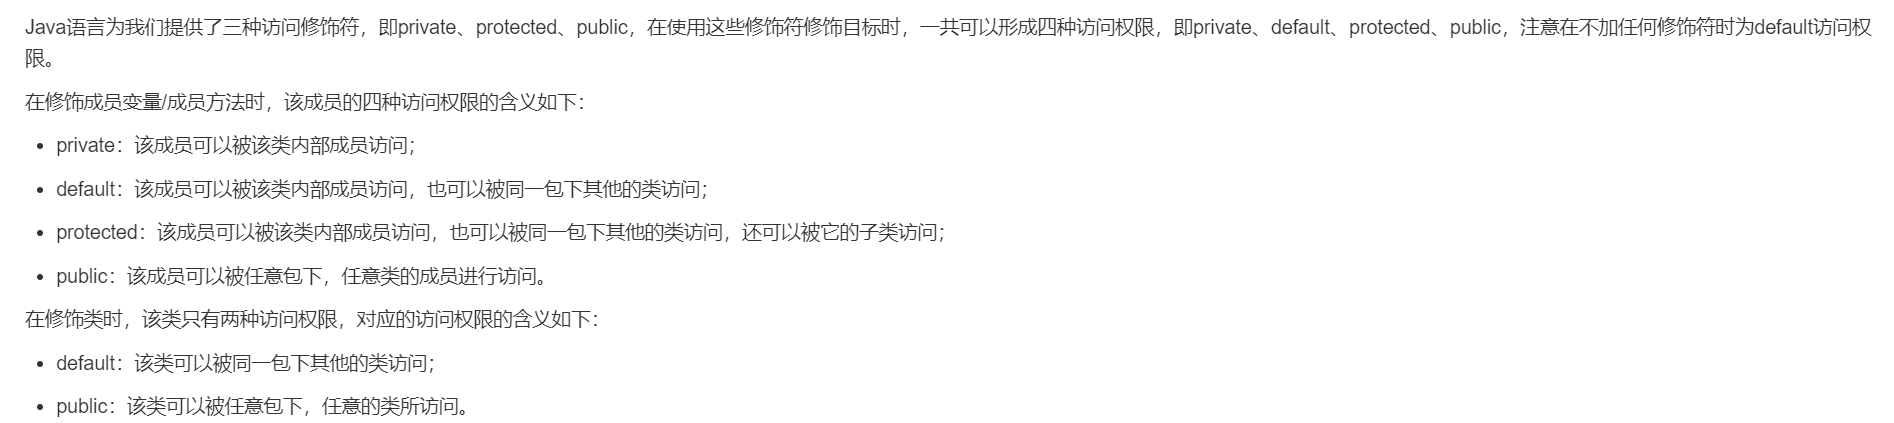 Java语言为我们提供了三种访问修饰符，即private、protected、public，在使用这些修饰符修饰目标时，一共可以形成四种访问权限，即private、default、protected、public，注意在不加任何修饰符时为default访问权
限。
在修饰成员变量/成员方法时，该成员的四种访问权限的含义如下：
• private：该成员可以被该类内部成员访问；
• default：该成员可以被该类内部成员访问，也可以被同一包下其他的类访问；
• protected：该成员可以被该类内部成员访问，也可以被同一包下其他的类访问，还可以被它的子类访问；
• public：该成员可以被任意包下，任意类的成员进行访问。
在修饰类时，该类只有两种访问权限，对应的访问权限的含义如下：
• default：该类可以被同一包下其他的类访问；
• public：该类可以被任意包下，任意的类所访问。